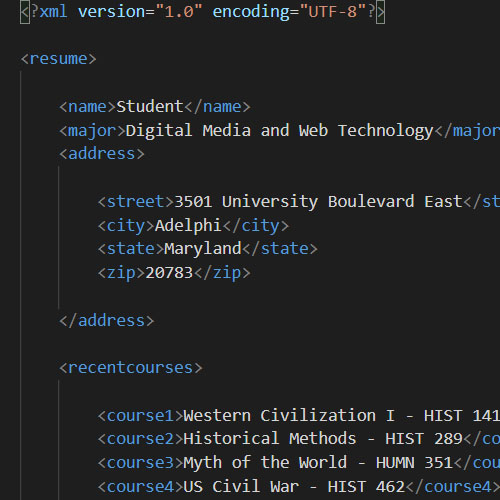 <?xml version="1.0" encoding="UTF-8"?>
<resume>
<name>Student</name>
<major>Digital Media and Web Technology</major
<address>
<street>3501 University Boulevard East</st
<city>Adelphi</city>
<state>Maryland</state>
<zip>20783</zip>
</address>
<recentcourses>
<course1>Western Civilization I - HIST 141
<course2>Historical Methods - HIST 289</co
<course3>Myth of the World - HUMN 351</cou
<course4>US Civil War - HIST 462</course4>